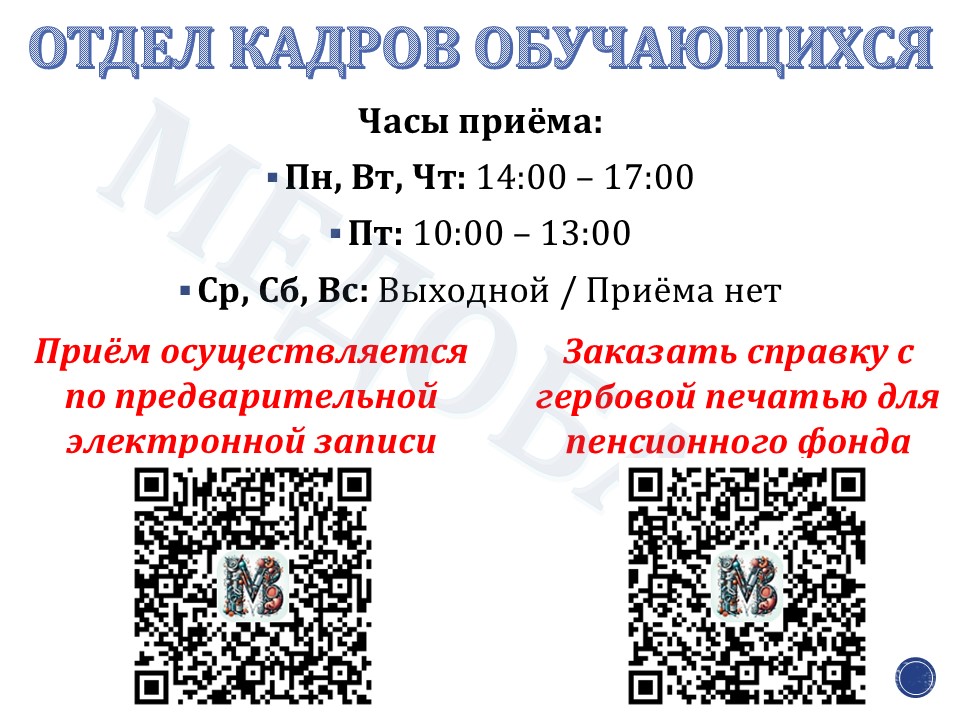 ОТДЕЛ КАДРОВ ОБУЧАЮЩИХСЯ
Часы приёма:
▪ Пн, Вт, Чт: 14:00 – 17:00
▪ Пт: 10:00 – 13:00
▪ Ср, Сб, Вс: Выходной / Приёма нет
Приём осуществляется
по предварительной
электронной записи
Заказать справку с
гербовой печатью для
пенсионного фонда